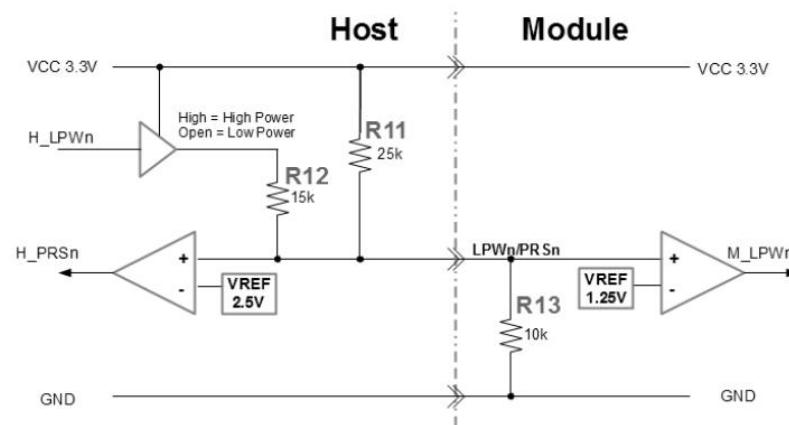 Host
Module
VCC 3.3V
VCC 3.3V
High = High Power
Open = Low Power
H_LPWn
R11
25k
R12
15k
H_PRSn
LPWn/PRSn
M_LPWn
+
-
VREF
2.5V
+
-
VREF
1.25V
R13
10k
GND
GND